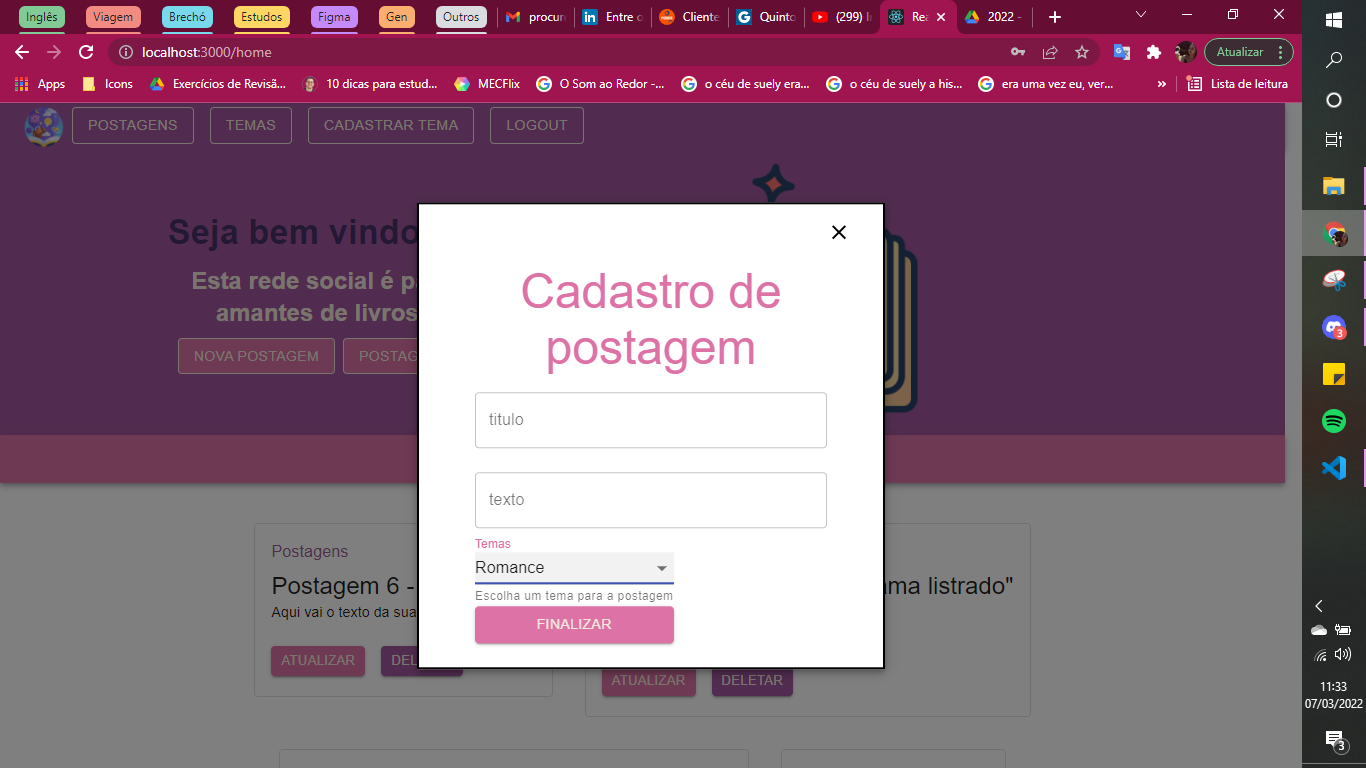 Inglês Viagem Brechó Estudos Figma Gen Outros procur Entre c Cliente Quinto (299) I Rea 2022 -
localhost:3000/home Atualizar
Apps Icons Exercícios de Revisã... 10 dicas para estud... MECFlix O Som ao Redor -... o céu de suely era... o céu de suely a his... era uma vez eu, ver... » Lista de leitura
POSTAGENS TEMAS CADASTRAR TEMA LOGOUT
Seja bem vindo
Esta rede social é p
amantes de livros
NOVA POSTAGEM POSTAG
Cadastro de
postagem
titulo
texto
Temas
Romance
Escolha um tema para a postagem
FINALIZAR
Postagens
Postagem 6 -
Aqui vai o texto da sua
ATUALIZAR DEL
ma listrado"
ATUALIZAR DELETAR
3
11:33
07/03/2022
3